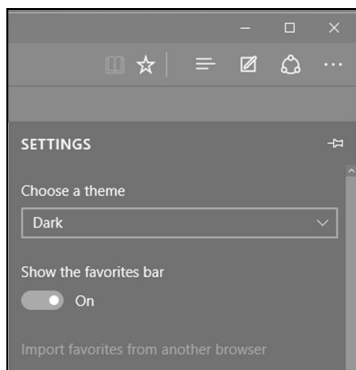 SETTINGS
Choose a theme
Dark
Show the favorites bar
On
Import favorites from another browser